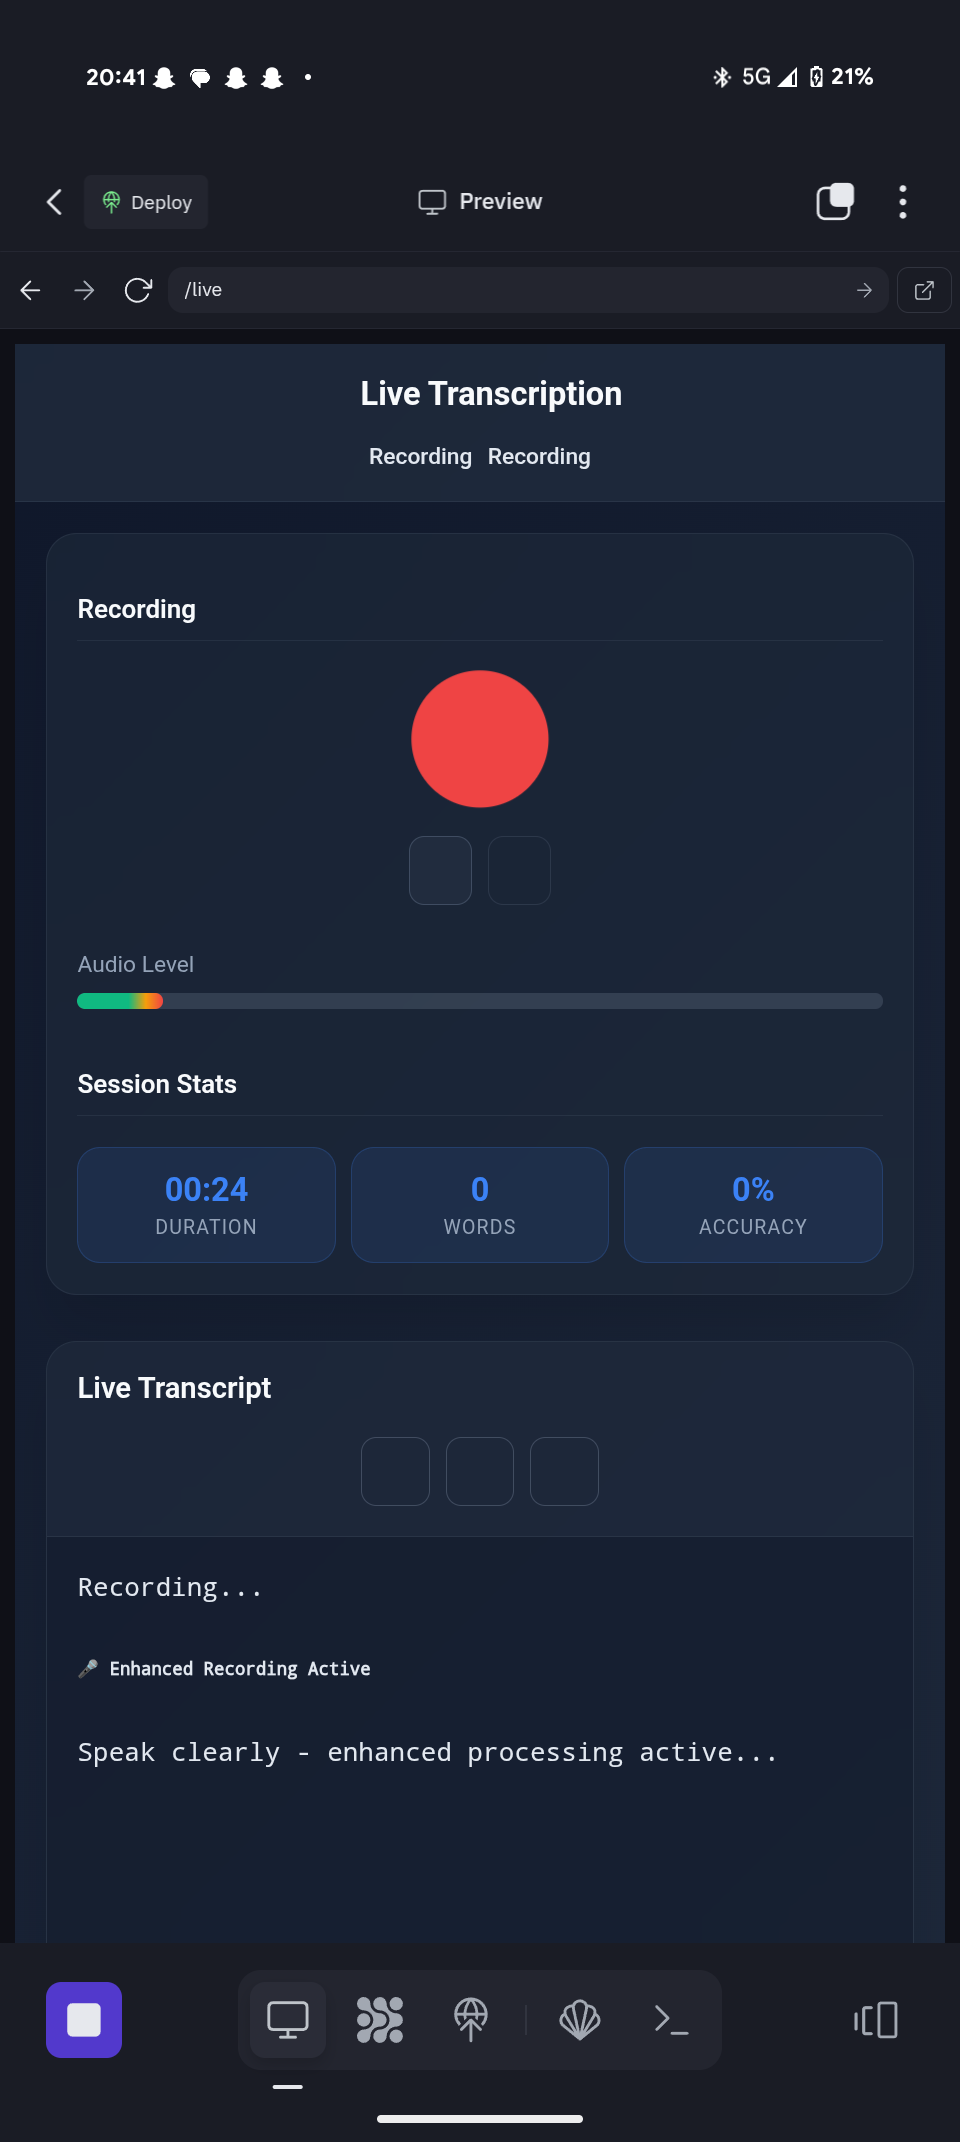 20:41 5G 21%
Deploy Preview
/live
Live Transcription
Recording Recording
Recording
Audio Level
Session Stats
00:24 0 0%
DURATION WORDS ACCURACY
Live Transcript
Recording...
🎤 Enhanced Recording Active
Speak clearly - enhanced processing active...